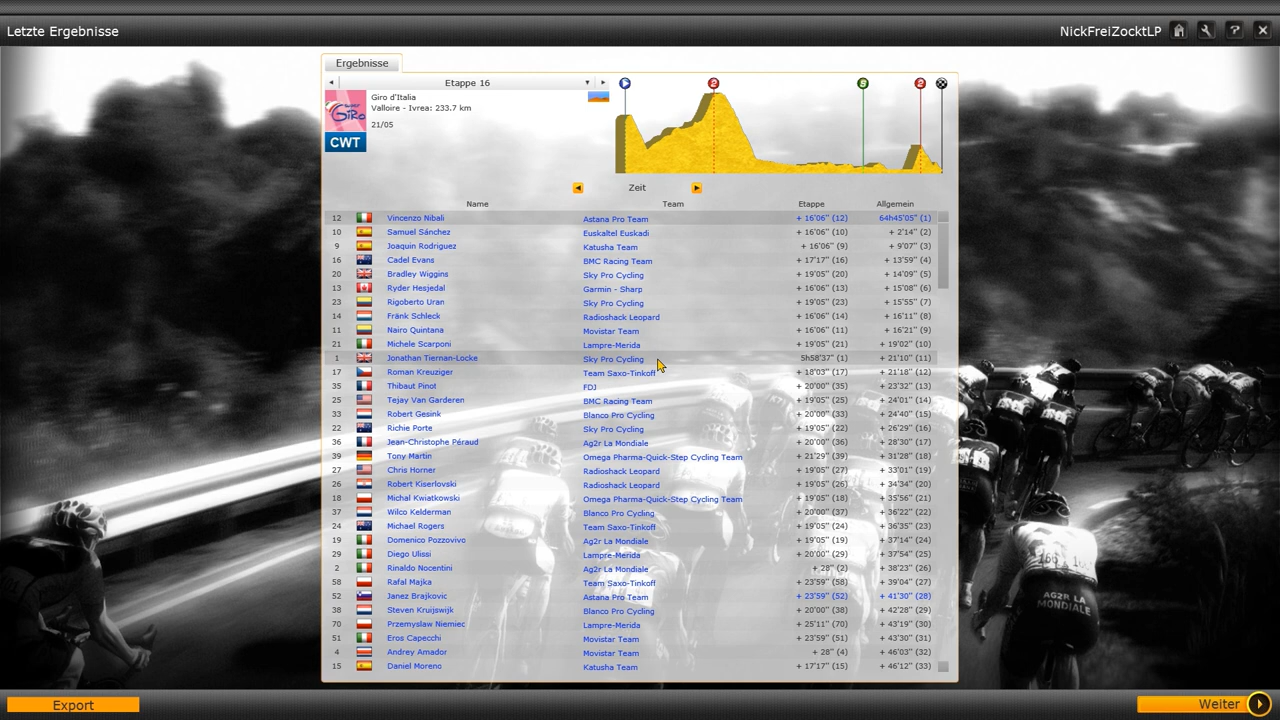 Letzte Ergebnisse
NickFreiZocktLP
Ergebnisse
Etappe 16
Giro d'Italia
Valloire - Ivrea: 233.7 km
21/05
GiRO
CWT
2 S 2
Zeit
Name Team Etappe Allgemein
12 Vincenzo Nibali Astana Pro Team + 16'06'' (12) 64h45'05'' (1)
10 Samuel Sánchez Euskaltel Euskadi + 16'06'' (10) + 2'14'' (2)
9 Joaquin Rodriguez Katusha Team + 16'06'' (9) + 9'07'' (3)
16 Cadel Evans BMC Racing Team + 17'17'' (16) + 13'59'' (4)
20 Bradley Wiggins Sky Pro Cycling + 19'05'' (20) + 14'09'' (5)
13 Ryder Hesjedal Garmin - Sharp + 16'06'' (13) + 15'08'' (6)
23 Rigoberto Uran Sky Pro Cycling + 19'05'' (23) + 15'55'' (7)
14 Fränk Schleck Radioshack Leopard + 16'06'' (14) + 16'11'' (8)
11 Nairo Quintana Movistar Team + 16'06'' (11) + 16'21'' (9)
21 Michele Scarponi Lampre-Merida + 19'05'' (21) + 19'02'' (10)
1 Jonathan Tiernan-Locke Sky Pro Cycling 5h58'37'' (1) + 21'10'' (11)
17 Roman Kreuziger Team Saxo-Tinkoff + 18'03'' (17) + 21'18'' (12)
35 Thibaut Pinot FDJ + 20'00'' (35) + 23'32'' (13)
25 Tejay Van Garderen BMC Racing Team + 19'05'' (25) + 24'01'' (14)
33 Robert Gesink Blanco Pro Cycling + 20'00'' (33) + 24'40'' (15)
22 Richie Porte Sky Pro Cycling + 19'05'' (22) + 26'29'' (16)
36 Jean-Christophe Péraud Ag2r La Mondiale + 20'00'' (36) + 28'30'' (17)
39 Tony Martin Omega Pharma-Quick-Step Cycling Team + 21'29'' (39) + 31'28'' (18)
27 Chris Horner Radioshack Leopard + 19'05'' (27) + 33'01'' (19)
26 Robert Kiserlovski Radioshack Leopard + 19'05'' (26) + 34'34'' (20)
18 Michal Kwiatkowski Omega Pharma-Quick-Step Cycling Team + 19'05'' (18) + 35'56'' (21)
37 Wilco Kelderman Blanco Pro Cycling + 20'00'' (37) + 36'22'' (22)
24 Michael Rogers Team Saxo-Tinkoff + 19'05'' (24) + 36'35'' (23)
19 Domenico Pozzovivo Ag2r La Mondiale + 19'05'' (19) + 37'14'' (24)
29 Diego Ulissi Lampre-Merida + 20'00'' (29) + 37'54'' (25)
2 Rinaldo Nocentini Ag2r La Mondiale + 28'' (2) + 38'23'' (26)
58 Rafal Majka Team Saxo-Tinkoff + 23'59'' (58) + 39'04'' (27)
52 Janez Brajkovic Astana Pro Team + 23'59'' (52) + 41'30'' (28)
38 Steven Kruijswijk Blanco Pro Cycling + 20'00'' (38) + 42'28'' (29)
70 Przemyslaw Niemiec Lampre-Merida + 25'11'' (70) + 43'19'' (30)
51 Eros Capecchi Movistar Team + 23'59'' (51) + 43'30'' (31)
4 Andrey Amador Movistar Team + 28'' (4) + 46'03'' (32)
15 Daniel Moreno Katusha Team + 17'17'' (15) + 46'12'' (33)
AG2R LA
MONDIALE
Export
Weiter